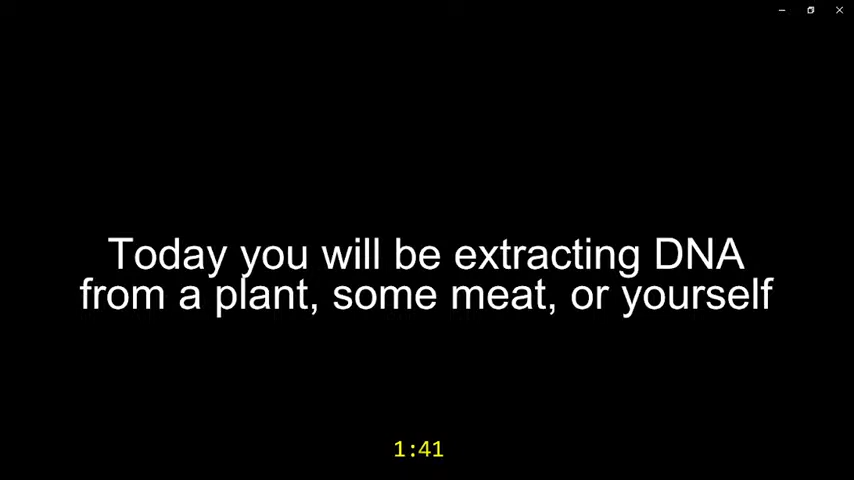 Today you will be extracting DNA
from a plant, some meat, or yourself
1:41